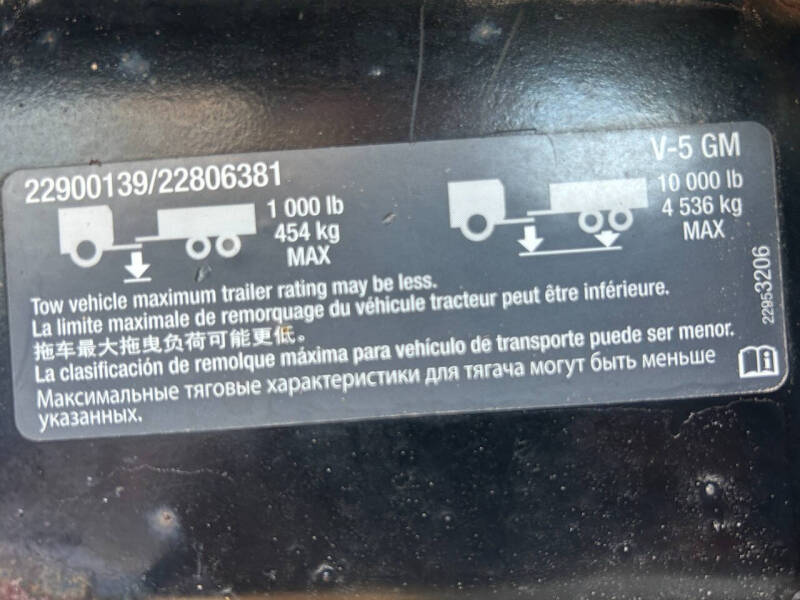 22900139/22806381
V-5 GM
1 000 lb
454 kg
MAX
10 000 lb
4 536 kg
MAX
Tow vehicle maximum trailer rating may be less.
La limite maximale de remorquage du véhicule tracteur peut être inférieure.
拖车最大拖曳负荷可能更低。
La clasificación de remolque máxima para vehículo de transporte puede ser menor.
Максимальные тяговые характеристики для тягача могут быть меньше
указанных.
22953206